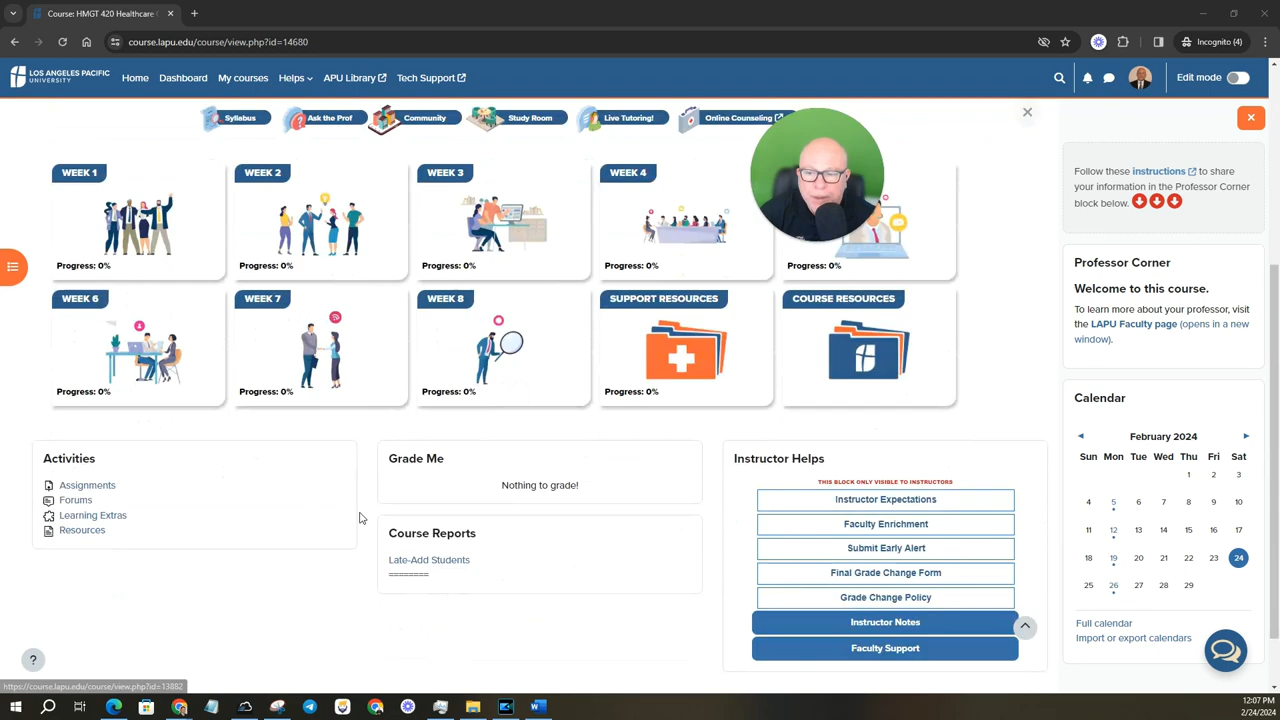 Course: HMGT 420 Healthcare C
course.lapu.edu/course/view.php?id=14680
Incognito (4)
LOS ANGELES PACIFIC
UNIVERSITY
Home
Dashboard
My courses
Helps
APU Library
Tech Support
Edit mode
Syllabus
Ask the Prof
Community
Study Room
Live Tutoring!
Online Counseling
WEEK 1
WEEK 2
WEEK 3
WEEK 4
Progress: 0%
Progress: 0%
Progress: 0%
Progress: 0%
Progress: 0%
WEEK 6
WEEK 7
WEEK 8
SUPPORT RESOURCES
COURSE RESOURCES
Progress: 0%
Progress: 0%
Progress: 0%
Progress: 0%
Activities
Assignments
Forums
Learning Extras
Resources
Grade Me
Nothing to grade!
Course Reports
Late-Add Students
========
Instructor Helps
THIS BLOCK ONLY VISIBLE TO INSTRUCTORS
Instructor Expectations
Faculty Enrichment
Submit Early Alert
Final Grade Change Form
Grade Change Policy
Instructor Notes
Faculty Support
Follow these instructions to share
your information in the Professor Corner
block below.
Professor Corner
Welcome to this course.
To learn more about your professor, visit
the LAPU Faculty page (opens in a new
window).
Calendar
February 2024
Sun Mon Tue Wed Thu Fri Sat
1 2 3
4 5 6 7 8 9 10
11 12 13 14 15 16 17
18 19 20 21 22 23 24
25 26 27 28 29
Full calendar
Import or export calendars
?
https://course.lapu.edu/course/view.php?id=13882
12:07 PM
2/24/2024